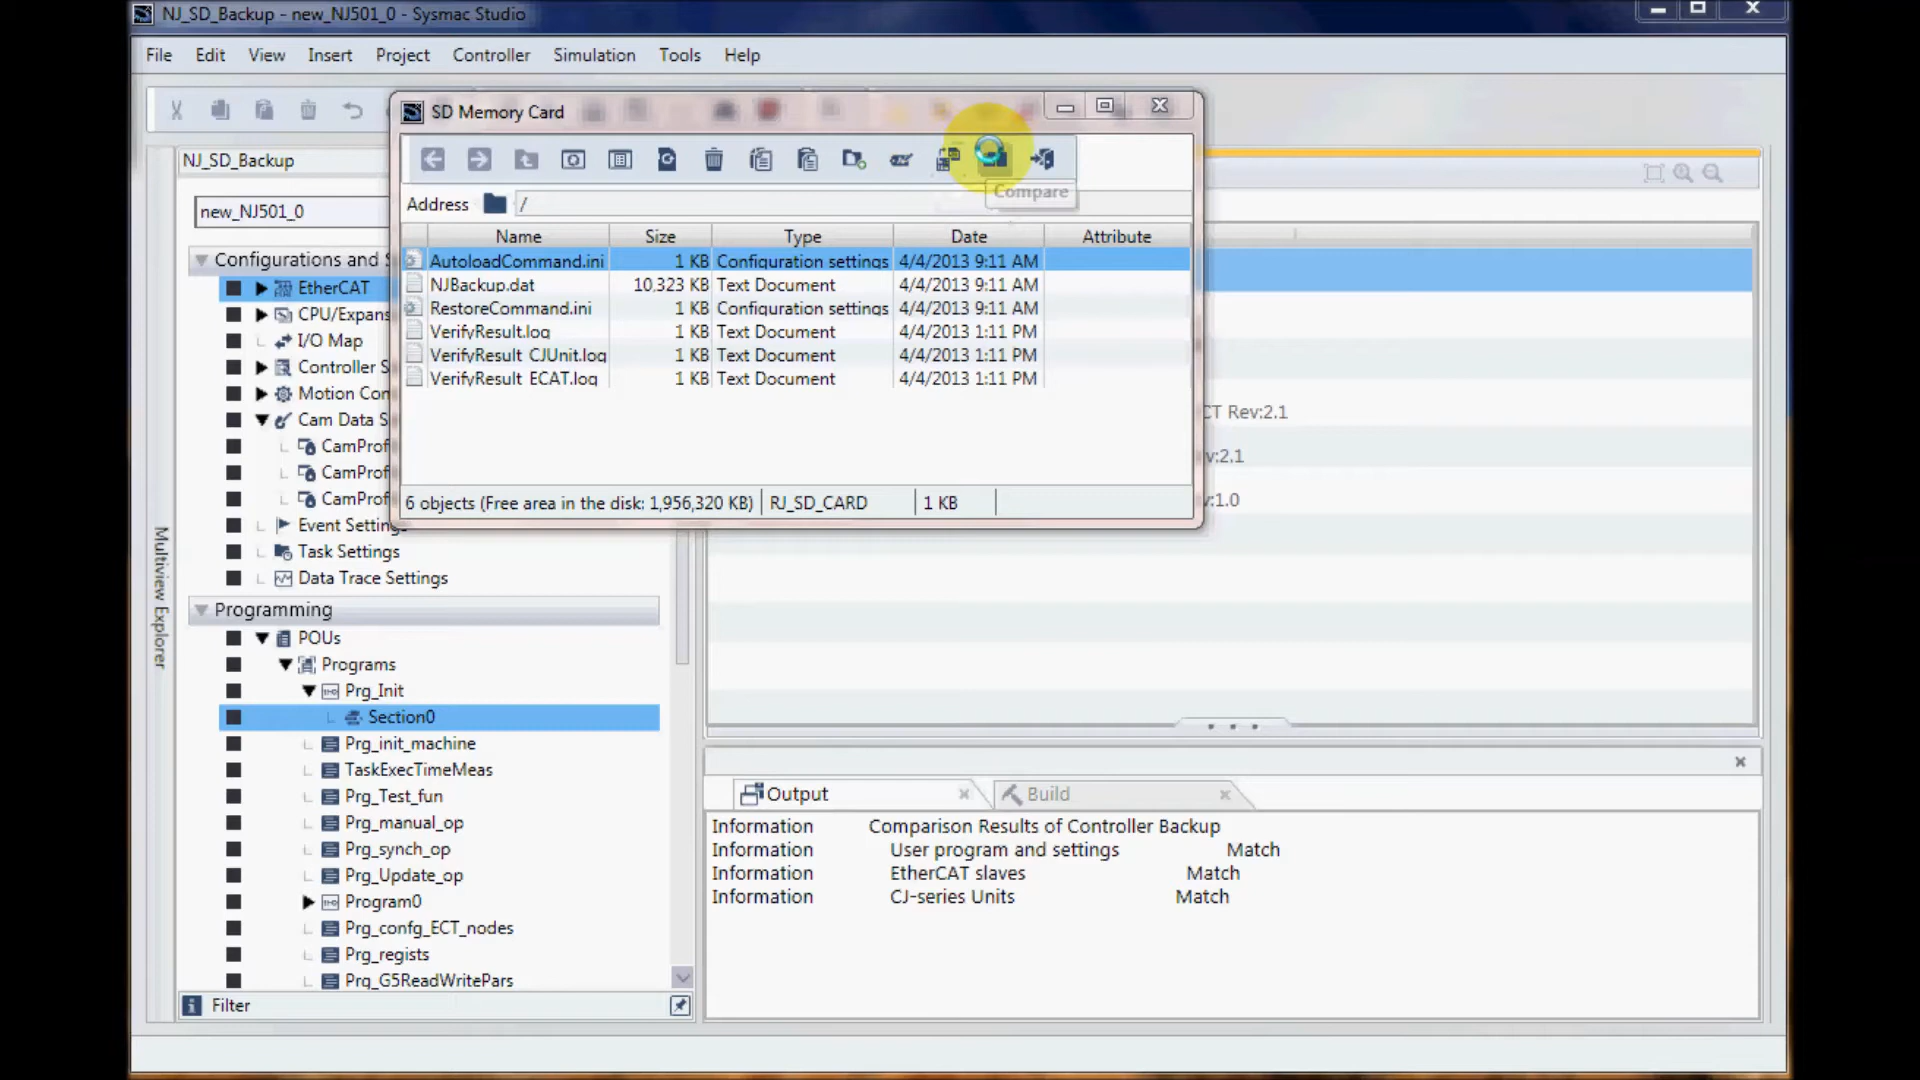 NJ_SD_Backup - new_NJ501_0 - Sysmac Studio
File Edit View Insert Project Controller Simulation Tools Help
SD Memory Card
NJ_SD_Backup
Compare
Address /
new_NJ501_0
Name Size Type Date Attribute
Configurations and S
AutoloadCommand.ini 1 KB Configuration settings 4/4/2013 9:11 AM
EtherCAT
NJBackup.dat 10,323 KB Text Document 4/4/2013 9:11 AM
CPU/Expans
RestoreCommand.ini 1 KB Configuration settings 4/4/2013 9:11 AM
I/O Map
VerifyResult.log 1 KB Text Document 4/4/2013 1:11 PM
Controller S
VerifyResult_CJUnit.log 1 KB Text Document 4/4/2013 1:11 PM
Motion Con
VerifyResult_ECAT.log 1 KB Text Document 4/4/2013 1:11 PM
Cam Data S
CT Rev:2.1
CamProf
v:2.1
CamProf
CamProf
v:1.0
6 objects (Free area in the disk: 1,956,320 KB) RJ_SD_CARD 1 KB
Event Settings
Task Settings
Data Trace Settings
Multiview Explorer
Programming
POUs
Programs
Prg_Init
Section0
Prg_init_machine
TaskExecTimeMeas
Prg_Test_fun
Prg_manual_op
Prg_synch_op
Prg_Update_op
Program0
Prg_confg_ECT_nodes
Prg_regists
Prg_G5ReadWritePars
Filter
Output Build
Information Comparison Results of Controller Backup
Information User program and settings Match
Information EtherCAT slaves Match
Information CJ-series Units Match